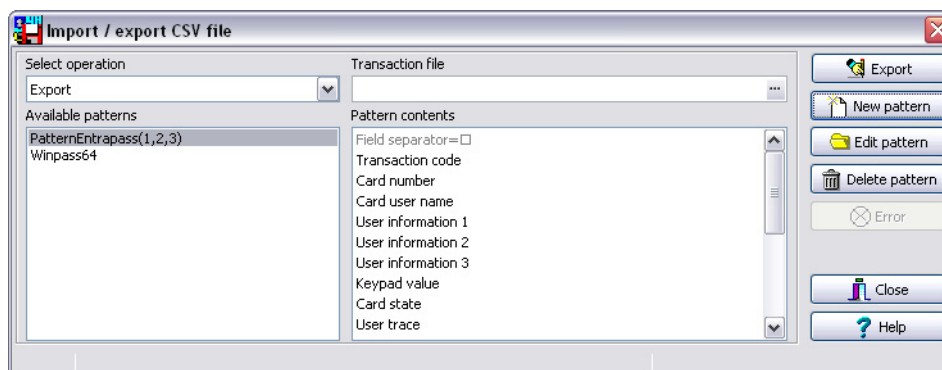 Import / export CSV file
Select operation
Export
Transaction file
...
Available patterns
PatternEntrapass(1,2,3)
Winpass64
Pattern contents
Field separator=□
Transaction code
Card number
Card user name
User information 1
User information 2
User information 3
Keypad value
Card state
User trace
Export
New pattern
Edit pattern
Delete pattern
Error
Close
Help